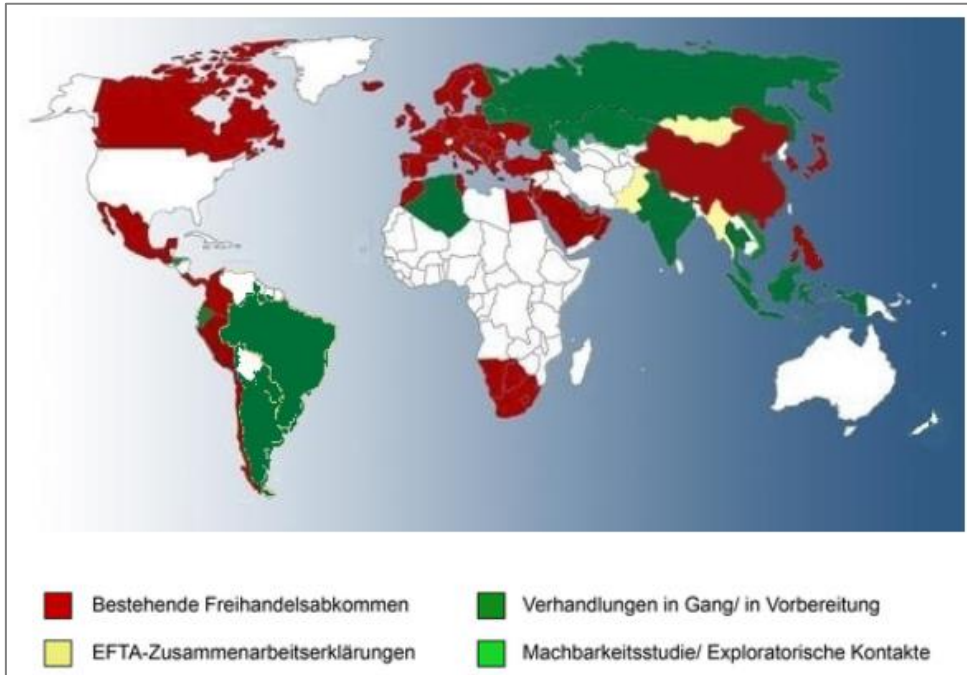 Bestehende Freihandelsabkommen
Verhandlungen in Gang/ in Vorbereitung
EFTA-Zusammenarbeitserklärungen
Machbarkeitsstudie/ Exploratorische Kontakte